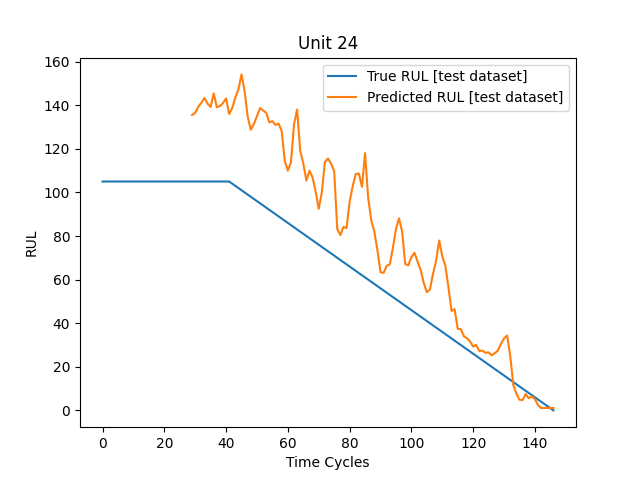 Unit 24
True RUL [test dataset]
Predicted RUL [test dataset]
RUL
160
140
120
100
80
60
40
20
0
0 20 40 60 80 100 120 140
Time Cycles